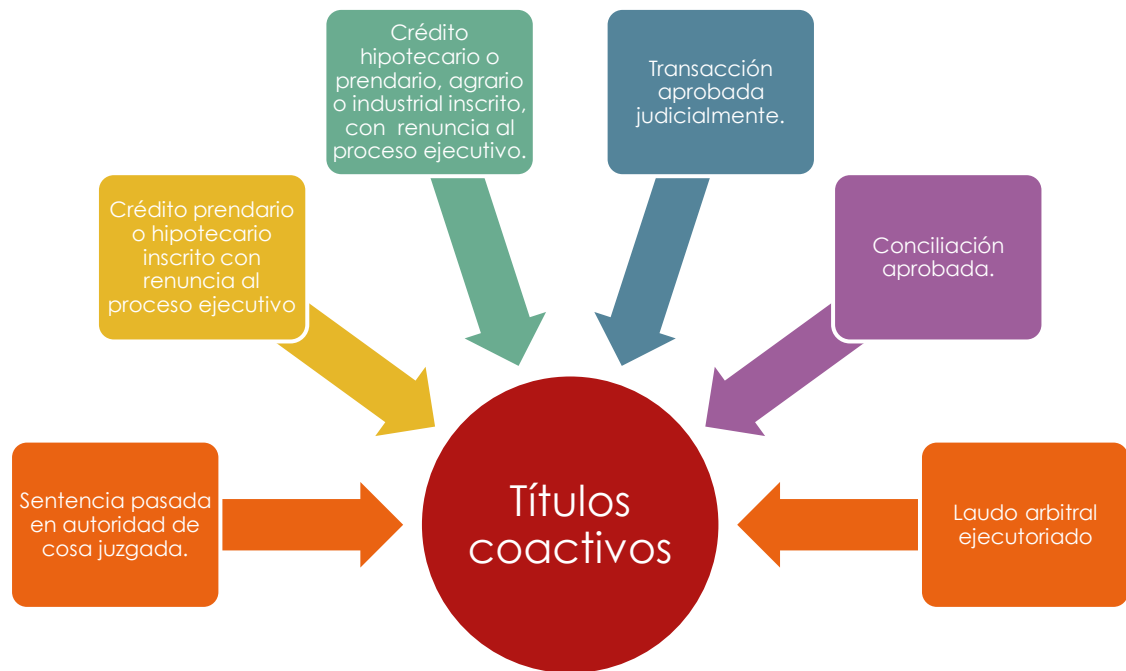 Crédito
hipotecario o
prendario, agrario
o industrial inscrito,
con renuncia al
proceso ejecutivo.
Transacción
aprobada
judicialmente.
Crédito prendario
o hipotecario
inscrito con
renuncia al
proceso ejecutivo
Conciliación
aprobada.
Sentencia pasada
en autoridad de
cosa juzgada.
Títulos
coactivos
Laudo arbitral
ejecutoriado